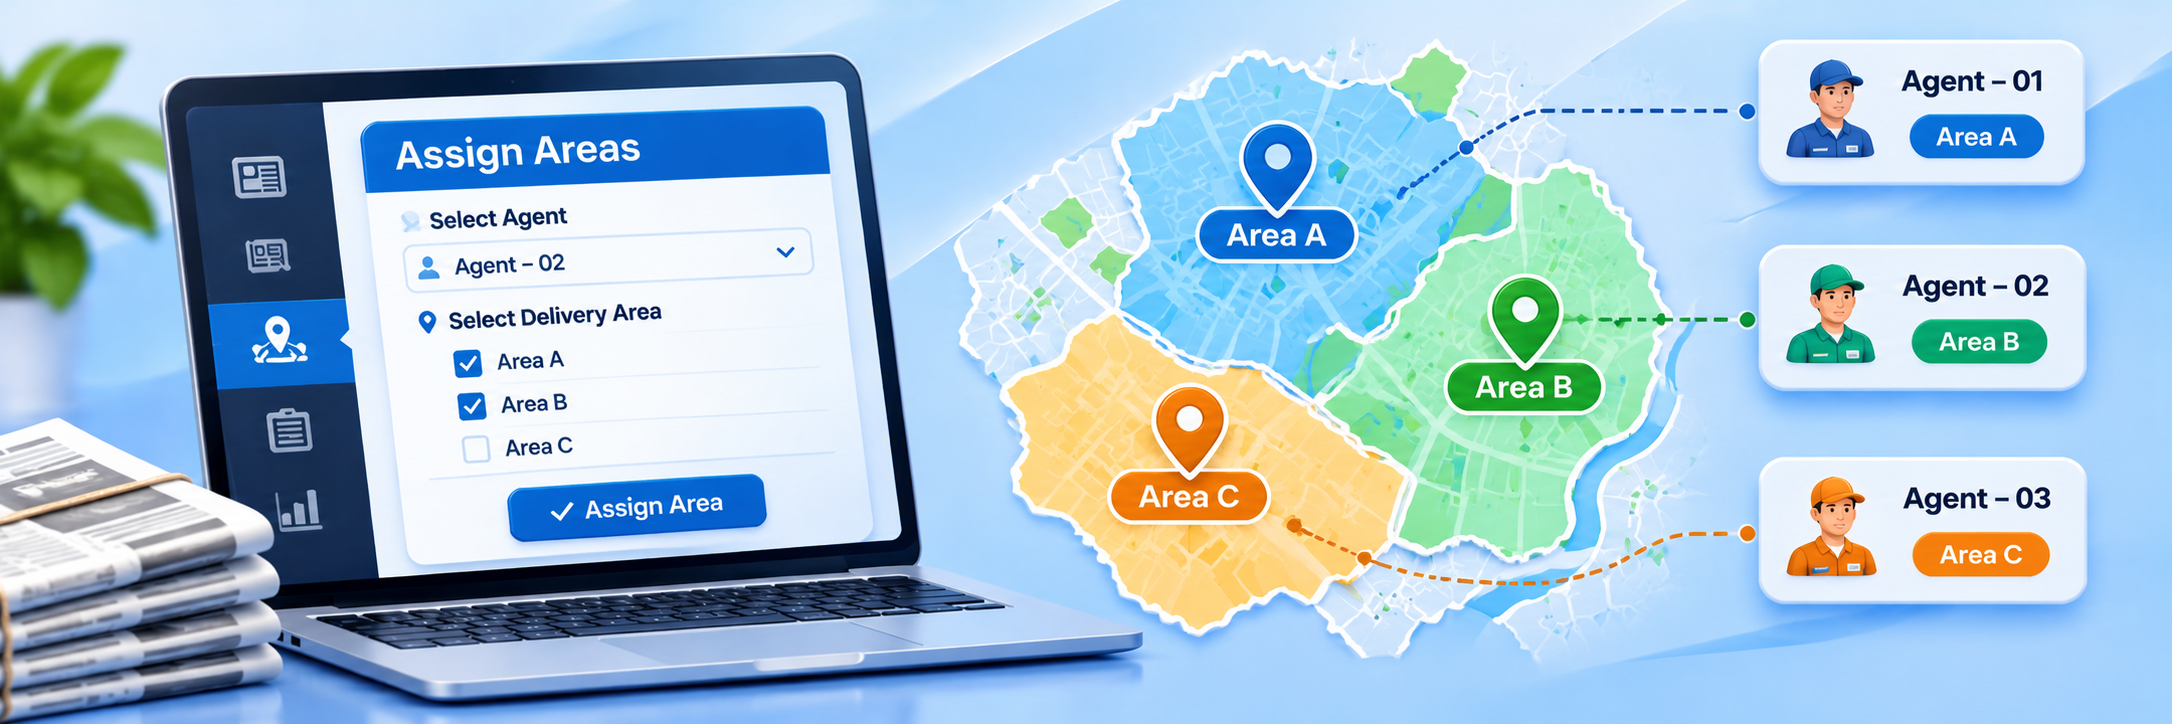 Assign Areas
Select Agent
Agent – 02
Select Delivery Area
Area A
Area B
Area C
Assign Area
Area A
Area B
Area C
Agent – 01
Area A
Agent – 02
Area B
Agent – 03
Area C